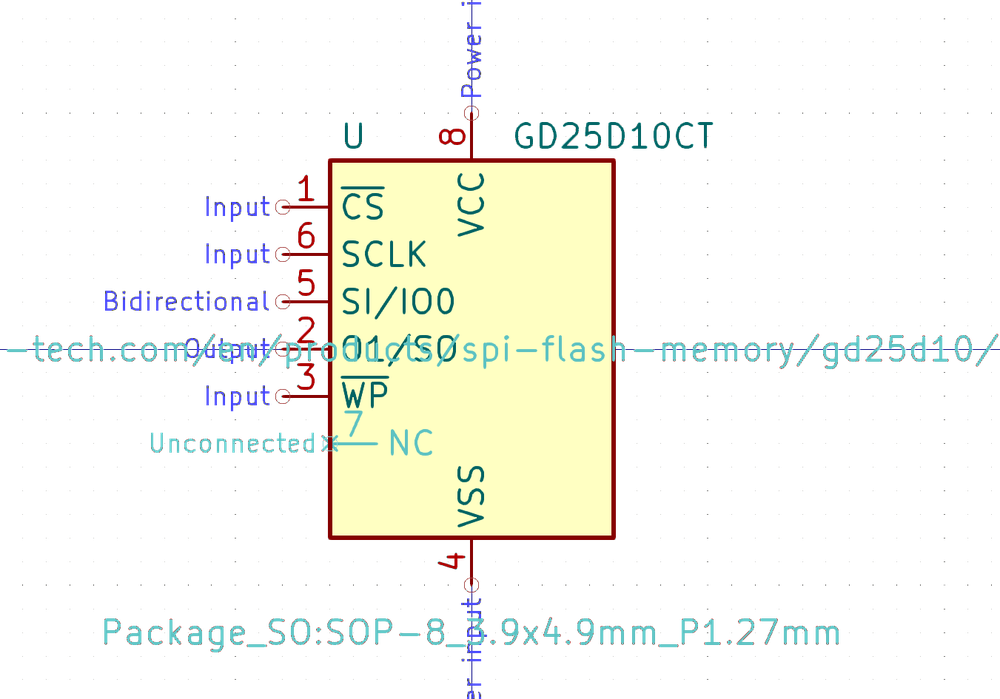 Power i
U 8 GD25D10CT
VCC
Input 1 CS
Input 6 SCLK
Bidirectional 5 SI/IO0
-tech.com/en/products/spi-flash-memory/gd25d10/
Output 2 O1/SO
Input 3 WP
Unconnected 7 NC
VSS
4
Package_SO:SOP-8_3.9x4.9mm_P1.27mm
er input